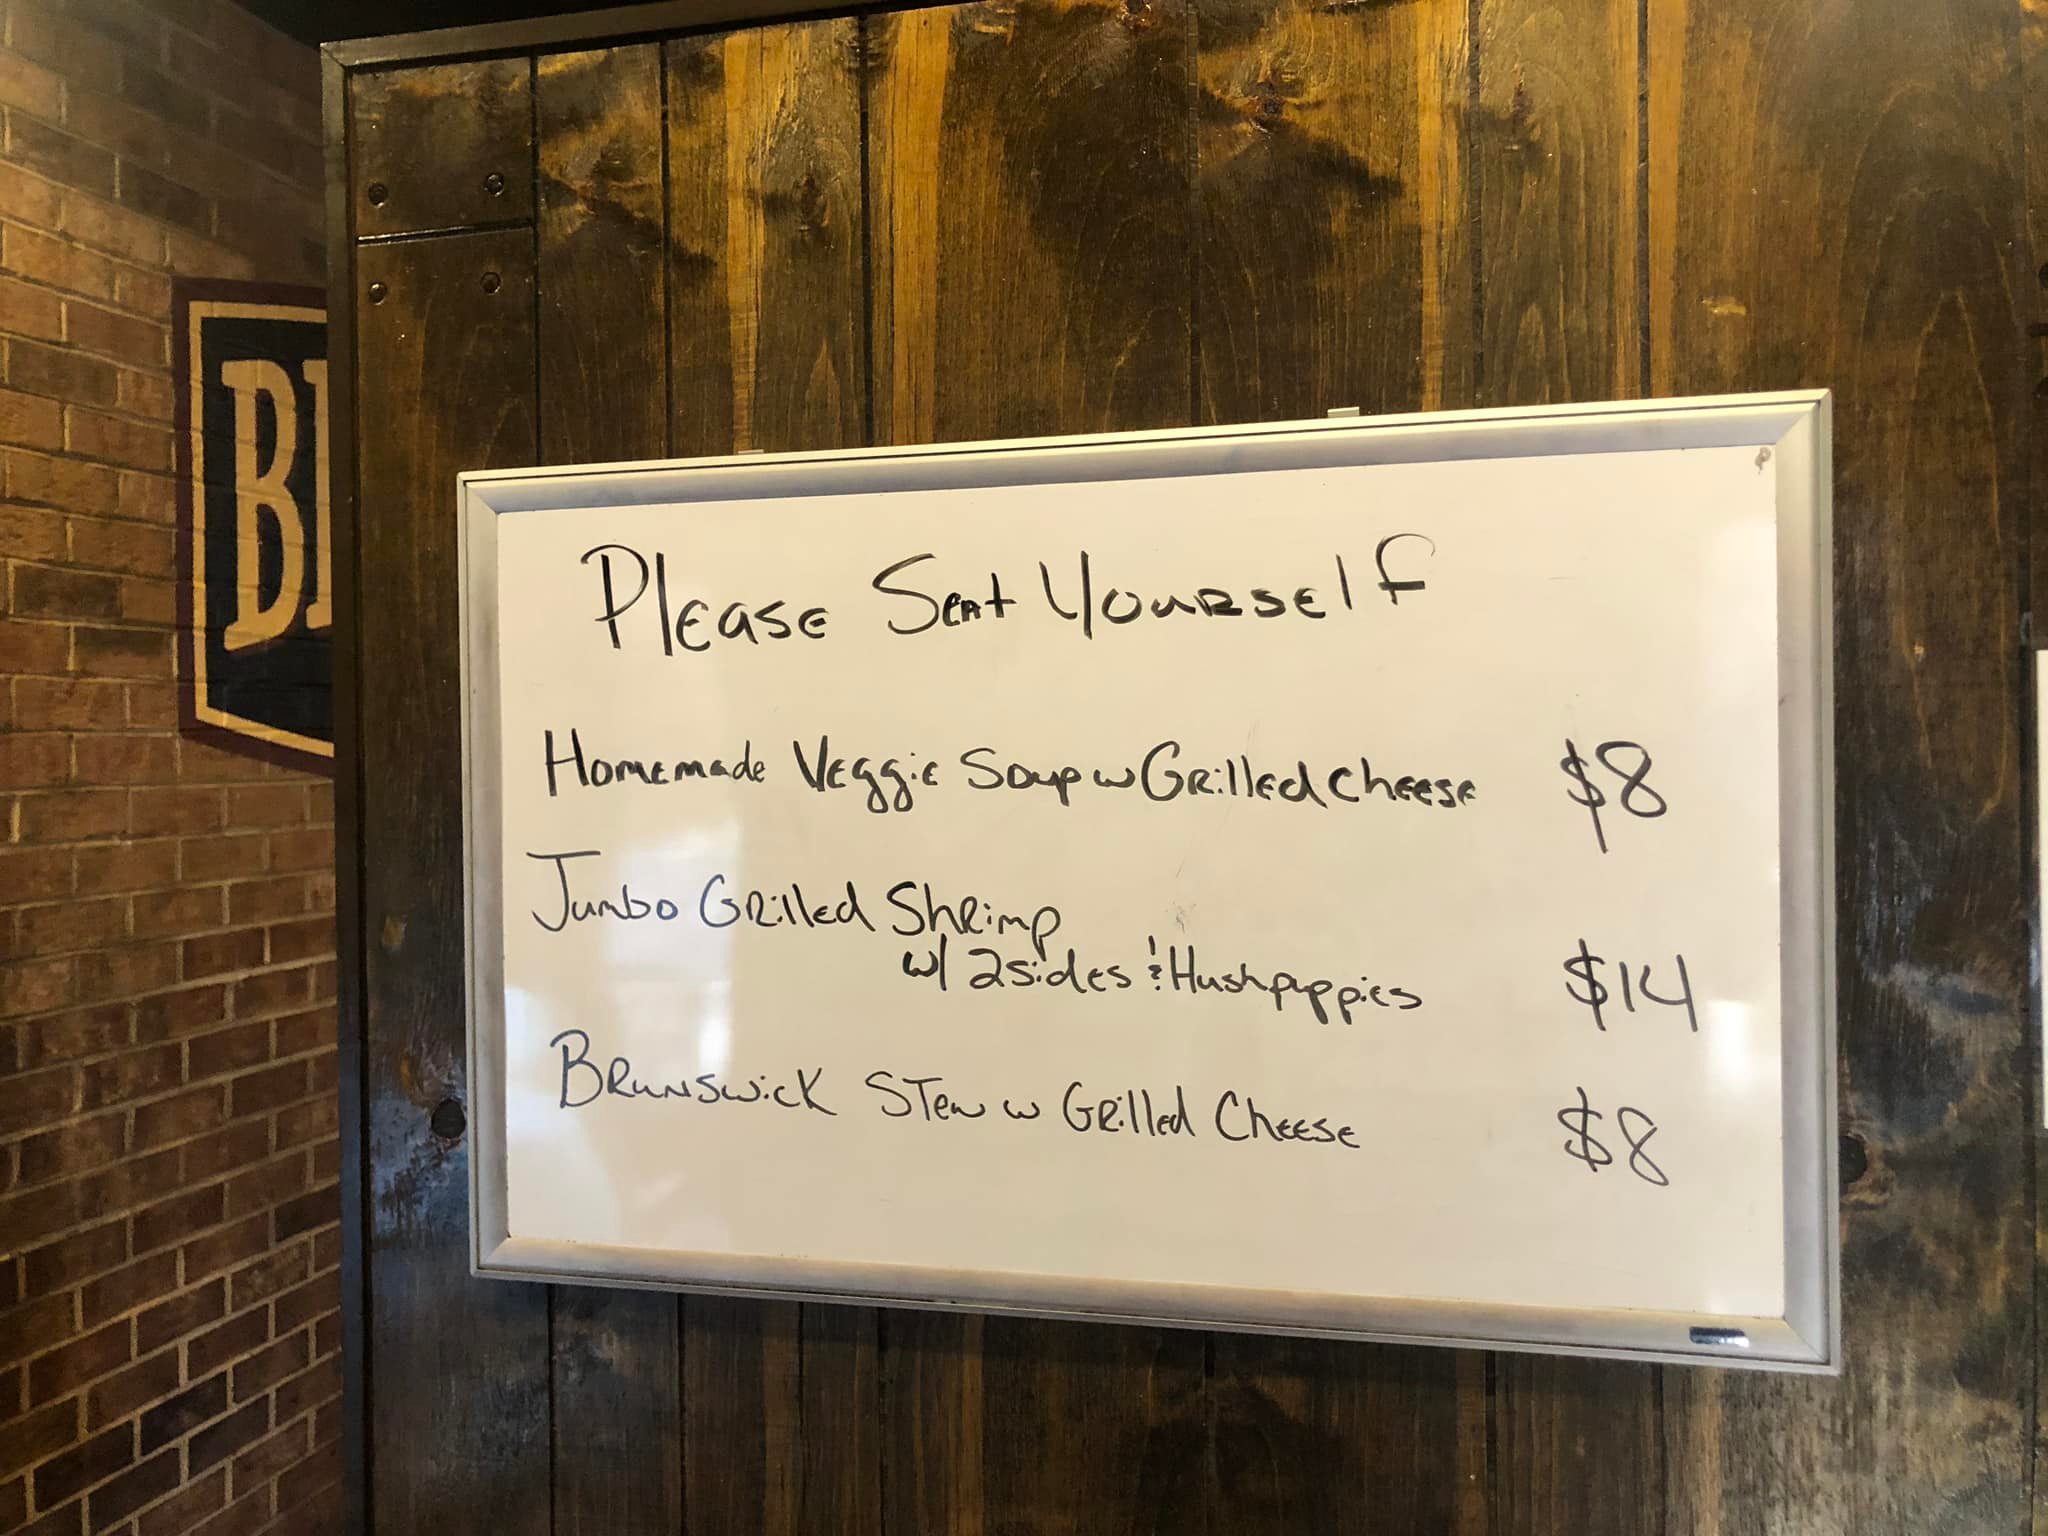 Please Seat Yourself
Homemade Veggie Soup w Grilled Cheese $8
Jumbo Grilled Shrimp
w/ 2 sides & Hushpuppies $14
Brunswick Stew w Grilled Cheese $8